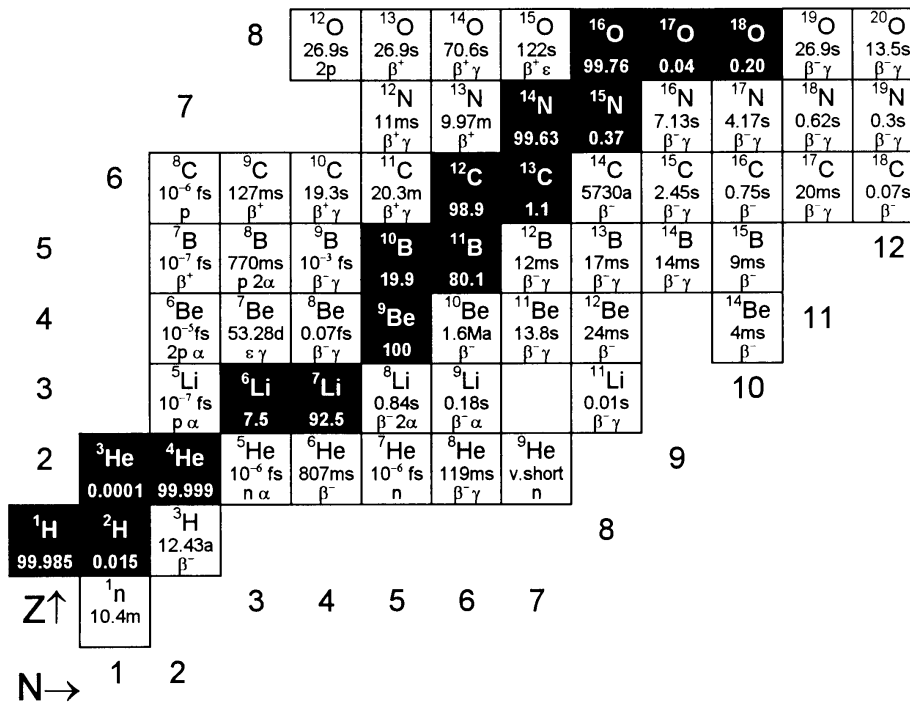 8 ¹²O ¹³O ¹⁴O ¹⁵O ¹⁶O ¹⁷O ¹⁸O ¹⁹O ²⁰O
26.9s 26.9s 70.6s 122s 99.76 0.04 0.20 26.9s 13.5s
2p β⁺ β⁺γ β⁺ε β⁻γ β⁻γ
7 ¹²N ¹³N ¹⁴N ¹⁵N ¹⁶N ¹⁷N ¹⁸N ¹⁹N
11ms 9.97m 99.63 0.37 7.13s 4.17s 0.62s 0.3s
β⁺γ β⁺ β⁻γ β⁻γ β⁻γ β⁻γ
6 ⁸C ⁹C ¹⁰C ¹¹C ¹²C ¹³C ¹⁴C ¹⁵C ¹⁶C ¹⁷C ¹⁸C
10⁻⁶ fs 127ms 19.3s 20.3m 98.9 1.1 5730a 2.45s 0.75s 20ms 0.07s
p β⁺ β⁺γ β⁺γ β⁻ β⁻γ β⁻ β⁻γ β⁻
5 ⁷B ⁸B ⁹B ¹⁰B ¹¹B ¹²B ¹³B ¹⁴B ¹⁵B 12
10⁻⁷ fs 770ms 10⁻³ fs 19.9 80.1 12ms 17ms 14ms 9ms
β⁺ p 2α β⁻γ β⁻γ β⁻γ β⁻γ β⁻
4 ⁶Be ⁷Be ⁸Be ⁹Be ¹⁰Be ¹¹Be ¹²Be ¹⁴Be 11
10⁻⁵fs 53.28d 0.07fs 100 1.6Ma 13.8s 24ms 4ms
2p α ε γ β⁻γ β⁻ β⁻γ β⁻ β⁻
3 ⁵Li ⁶Li ⁷Li ⁸Li ⁹Li ¹¹Li 10
10⁻⁷ fs 7.5 92.5 0.84s 0.18s 0.01s
p α β⁻ 2α β⁻α β⁻γ
2 ³He ⁴He ⁵He ⁶He ⁷He ⁸He ⁹He 9
0.0001 99.999 10⁻⁶ fs 807ms 10⁻⁶ fs 119ms v.short
n α β⁻ n β⁻γ n
¹H ²H ³H 8
99.985 0.015 12.43a
β⁻
Z↑ ¹n 3 4 5 6 7
10.4m
N→ 1 2